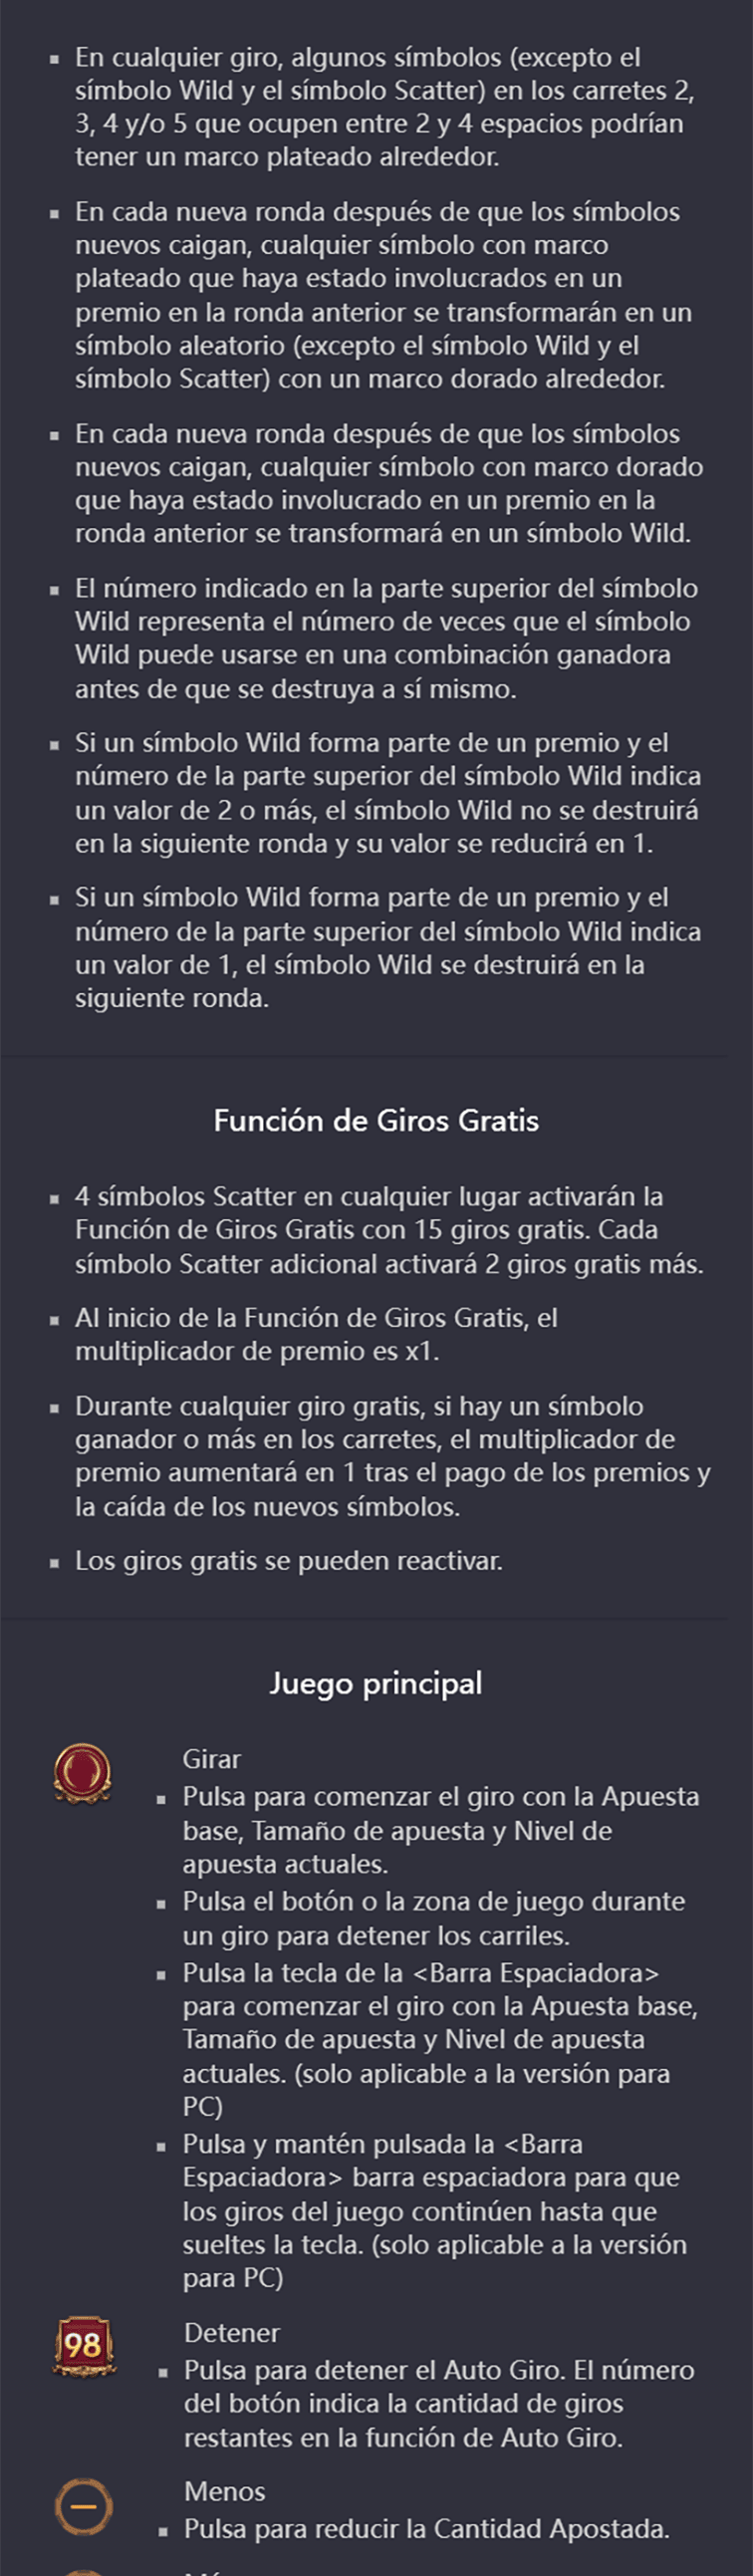 En cualquier giro, algunos símbolos (excepto el
símbolo Wild y el símbolo Scatter) en los carretes 2,
3, 4 y/o 5 que ocupen entre 2 y 4 espacios podrían
tener un marco plateado alrededor.
En cada nueva ronda después de que los símbolos
nuevos caigan, cualquier símbolo con marco
plateado que haya estado involucrados en un
premio en la ronda anterior se transformarán en un
símbolo aleatorio (excepto el símbolo Wild y el
símbolo Scatter) con un marco dorado alrededor.
En cada nueva ronda después de que los símbolos
nuevos caigan, cualquier símbolo con marco dorado
que haya estado involucrado en un premio en la
ronda anterior se transformará en un símbolo Wild.
El número indicado en la parte superior del símbolo
Wild representa el número de veces que el símbolo
Wild puede usarse en una combinación ganadora
antes de que se destruya a sí mismo.
Si un símbolo Wild forma parte de un premio y el
número de la parte superior del símbolo Wild indica
un valor de 2 o más, el símbolo Wild no se destruirá
en la siguiente ronda y su valor se reducirá en 1.
Si un símbolo Wild forma parte de un premio y el
número de la parte superior del símbolo Wild indica
un valor de 1, el símbolo Wild se destruirá en la
siguiente ronda.
Función de Giros Gratis
4 símbolos Scatter en cualquier lugar activarán la
Función de Giros Gratis con 15 giros gratis. Cada
símbolo Scatter adicional activará 2 giros gratis más.
Al inicio de la Función de Giros Gratis, el
multiplicador de premio es x1.
Durante cualquier giro gratis, si hay un símbolo
ganador o más en los carretes, el multiplicador de
premio aumentará en 1 tras el pago de los premios y
la caída de los nuevos símbolos.
Los giros gratis se pueden reactivar.
Juego principal
Girar
Pulsa para comenzar el giro con la Apuesta
base, Tamaño de apuesta y Nivel de
apuesta actuales.
Pulsa el botón o la zona de juego durante
un giro para detener los carriles.
Pulsa la tecla de la <Barra Espaciadora>
para comenzar el giro con la Apuesta base,
Tamaño de apuesta y Nivel de apuesta
actuales. (solo aplicable a la versión para
PC)
Pulsa y mantén pulsada la <Barra
Espaciadora> barra espaciadora para que
los giros del juego continúen hasta que
sueltes la tecla. (solo aplicable a la versión
para PC)
98
Detener
Pulsa para detener el Auto Giro. El número
del botón indica la cantidad de giros
restantes en la función de Auto Giro.
Menos
Pulsa para reducir la Cantidad Apostada.